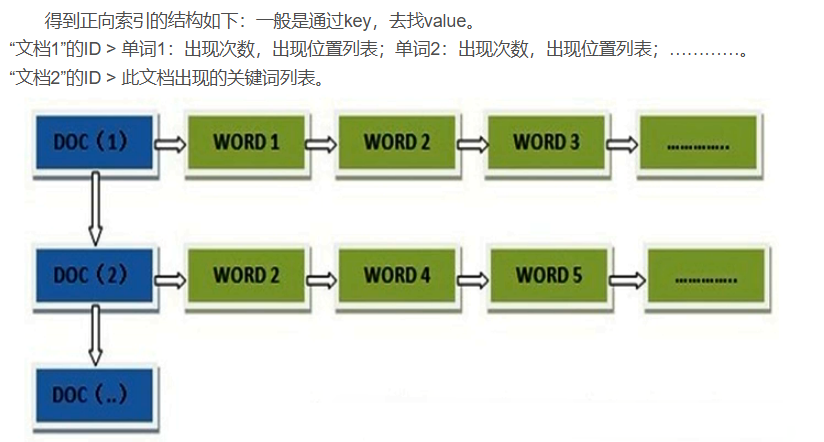 得到正向索引的结构如下：一般是通过key，去找value。
“文档1”的ID > 单词1：出现次数，出现位置列表；单词2：出现次数，出现位置列表；…………。
“文档2”的ID > 此文档出现的关键词列表。
DOC（1） WORD 1 WORD 2 WORD 3 …………..
DOC（2） WORD 2 WORD 4 WORD 5 …………..
DOC（..）